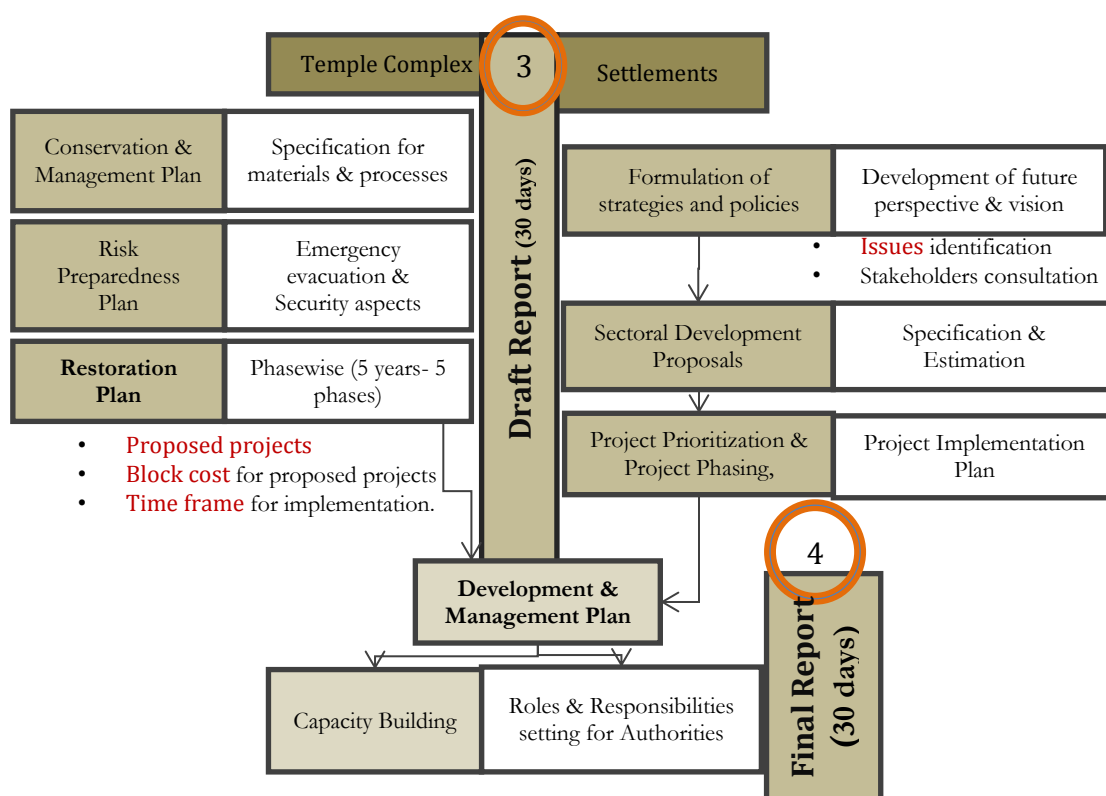 Temple Complex
3
Settlements
Conservation &
Management Plan
Specification for
materials & processes
Risk
Preparedness
Plan
Emergency
evacuation &
Security aspects
Restoration
Plan
Phasewise (5 years- 5
phases)
• Proposed projects
• Block cost for proposed projects
• Time frame for implementation.
Draft Report (30 days)
Formulation of
strategies and policies
Development of future
perspective & vision
• Issues identification
• Stakeholders consultation
Sectoral Development
Proposals
Specification &
Estimation
Project Prioritization &
Project Phasing,
Project Implementation
Plan
Development &
Management Plan
4
Final Report
(30 days)
Capacity Building
Roles & Responsibilities
setting for Authorities